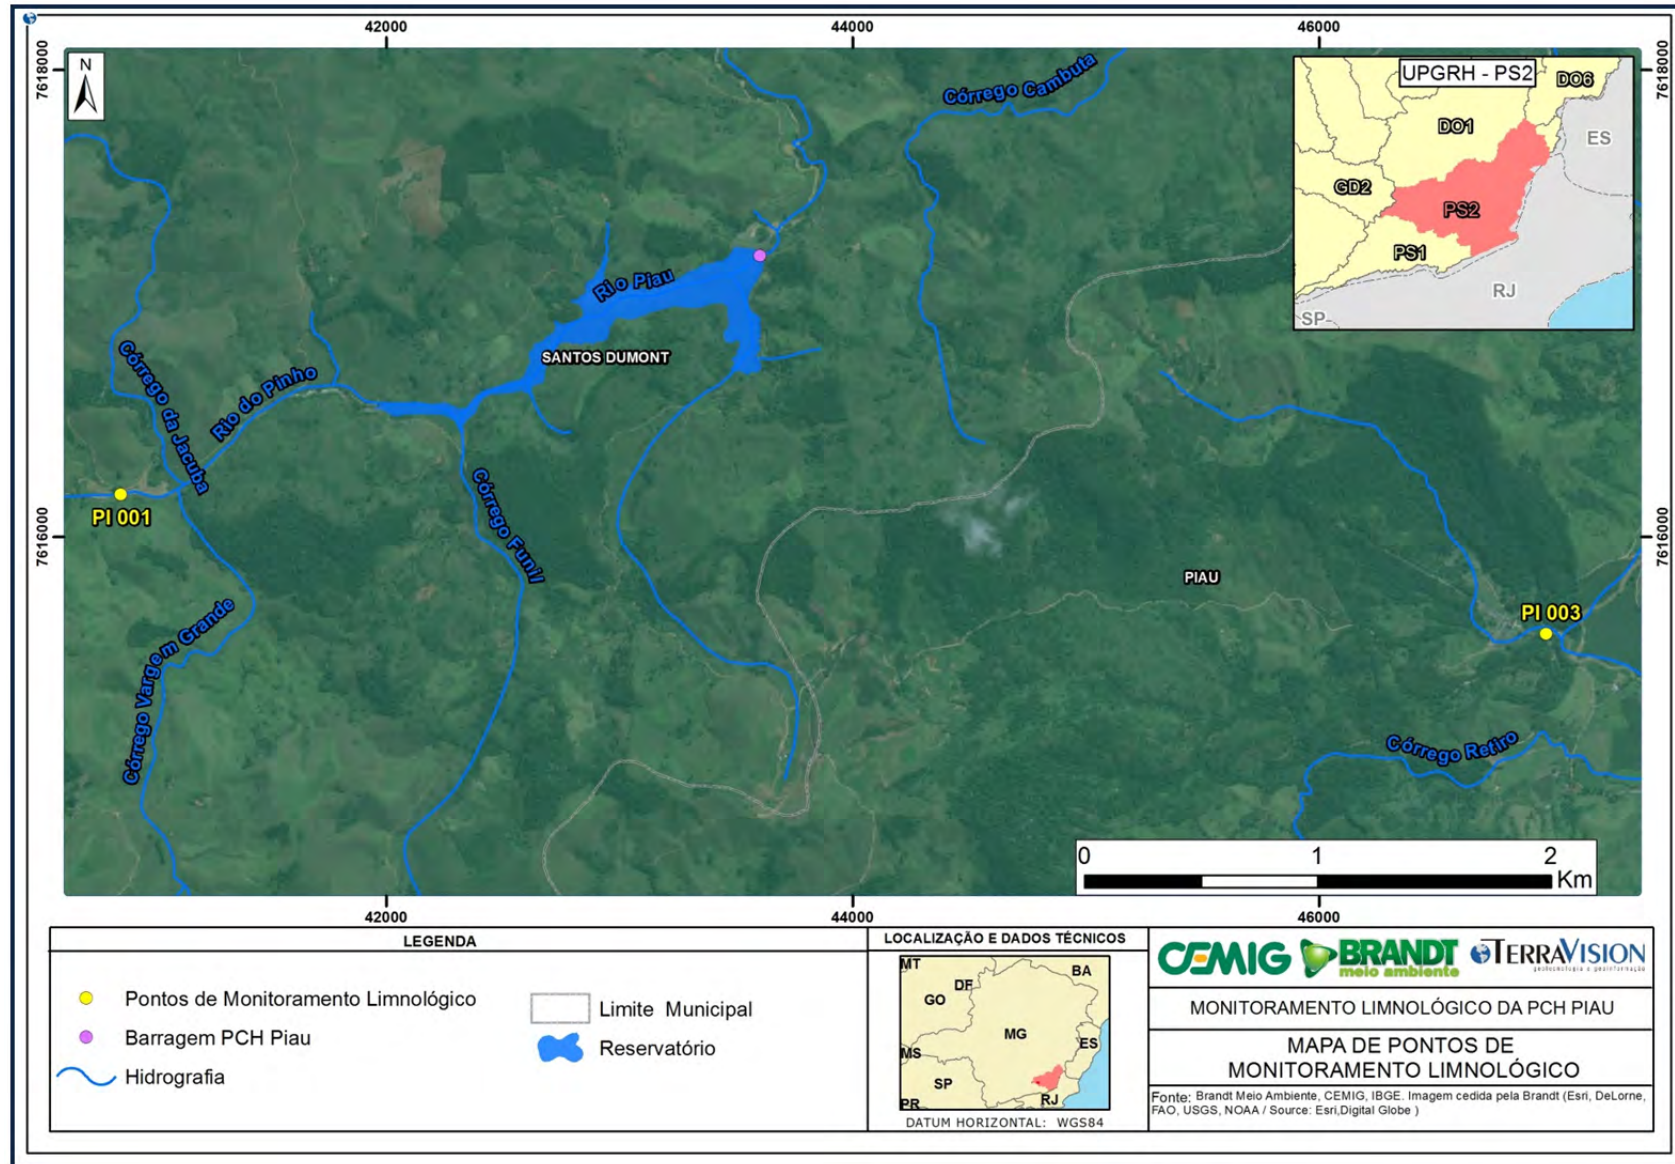 42000
44000
46000
7618000
7618000
N
Córrego Cambuta
UPGRH - PS2
DO6
DO1
ES
GD2
PS2
PS1
RJ
SP
Rio Piau
SANTOS DUMONT
Córrego da Jacuba
Rio do Pinho
PI 001
Córrego Funil
7616000
7616000
PIAU
PI 003
Córrego Vargem Grande
Córrego Retiro
0 1 2
Km
42000
44000
46000
LEGENDA
Pontos de Monitoramento Limnológico
Barragem PCH Piau
Hidrografia
Limite Municipal
Reservatório
LOCALIZAÇÃO E DADOS TÉCNICOS
MT
BA
DF
GO
MG
ES
MS
SP
RJ
PR
DATUM HORIZONTAL: WGS84
CEMIG BRANDT meio ambiente TERRAVISION
geotecnologia e geoinformação
MONITORAMENTO LIMNOLÓGICO DA PCH PIAU
MAPA DE PONTOS DE
MONITORAMENTO LIMNOLÓGICO
Fonte: Brandt Meio Ambiente, CEMIG, IBGE. Imagem cedida pela Brandt (Esri, DeLorne,
FAO, USGS, NOAA / Source: Esri,Digital Globe )